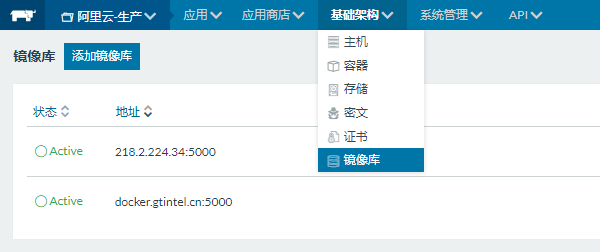 阿里云-生产 应用 应用商店 基础架构 系统管理 API
镜像库 添加镜像库
主机
容器
存储
密文
证书
镜像库
状态 地址
Active 218.2.224.34:5000
Active docker.gtintel.cn:5000